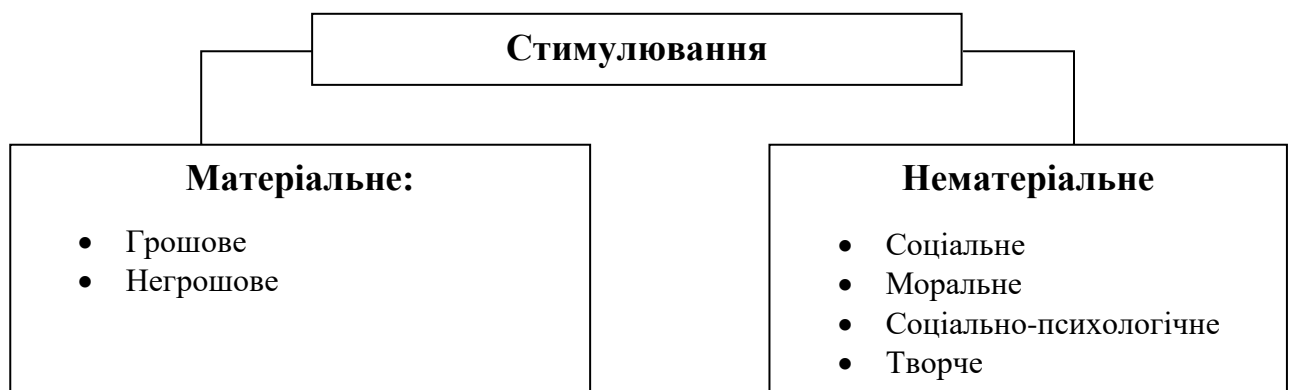 Стимулювання
Матеріальне:
• Грошове
• Негрошове
Нематеріальне
• Соціальне
• Моральне
• Соціально-психологічне
• Творче